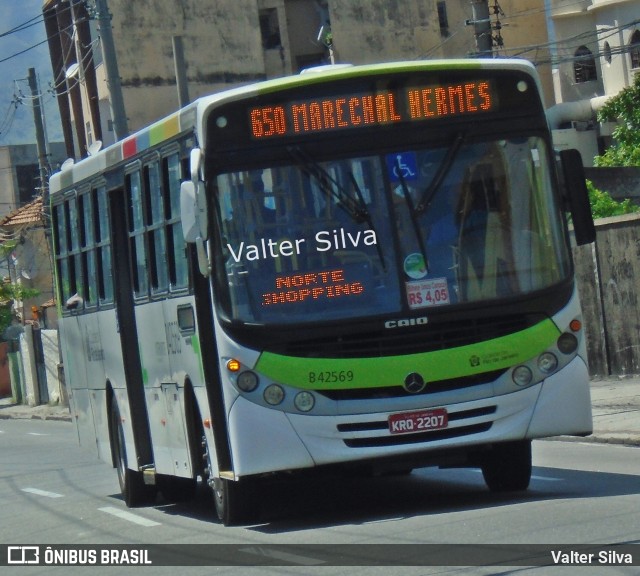 650 MARECHAL HERMES
Valter Silva
NORTE
SHOPPING
R$ 4,05
CAIO
B42569
KRQ-2207
ÔNIBUS BRASIL
Valter Silva